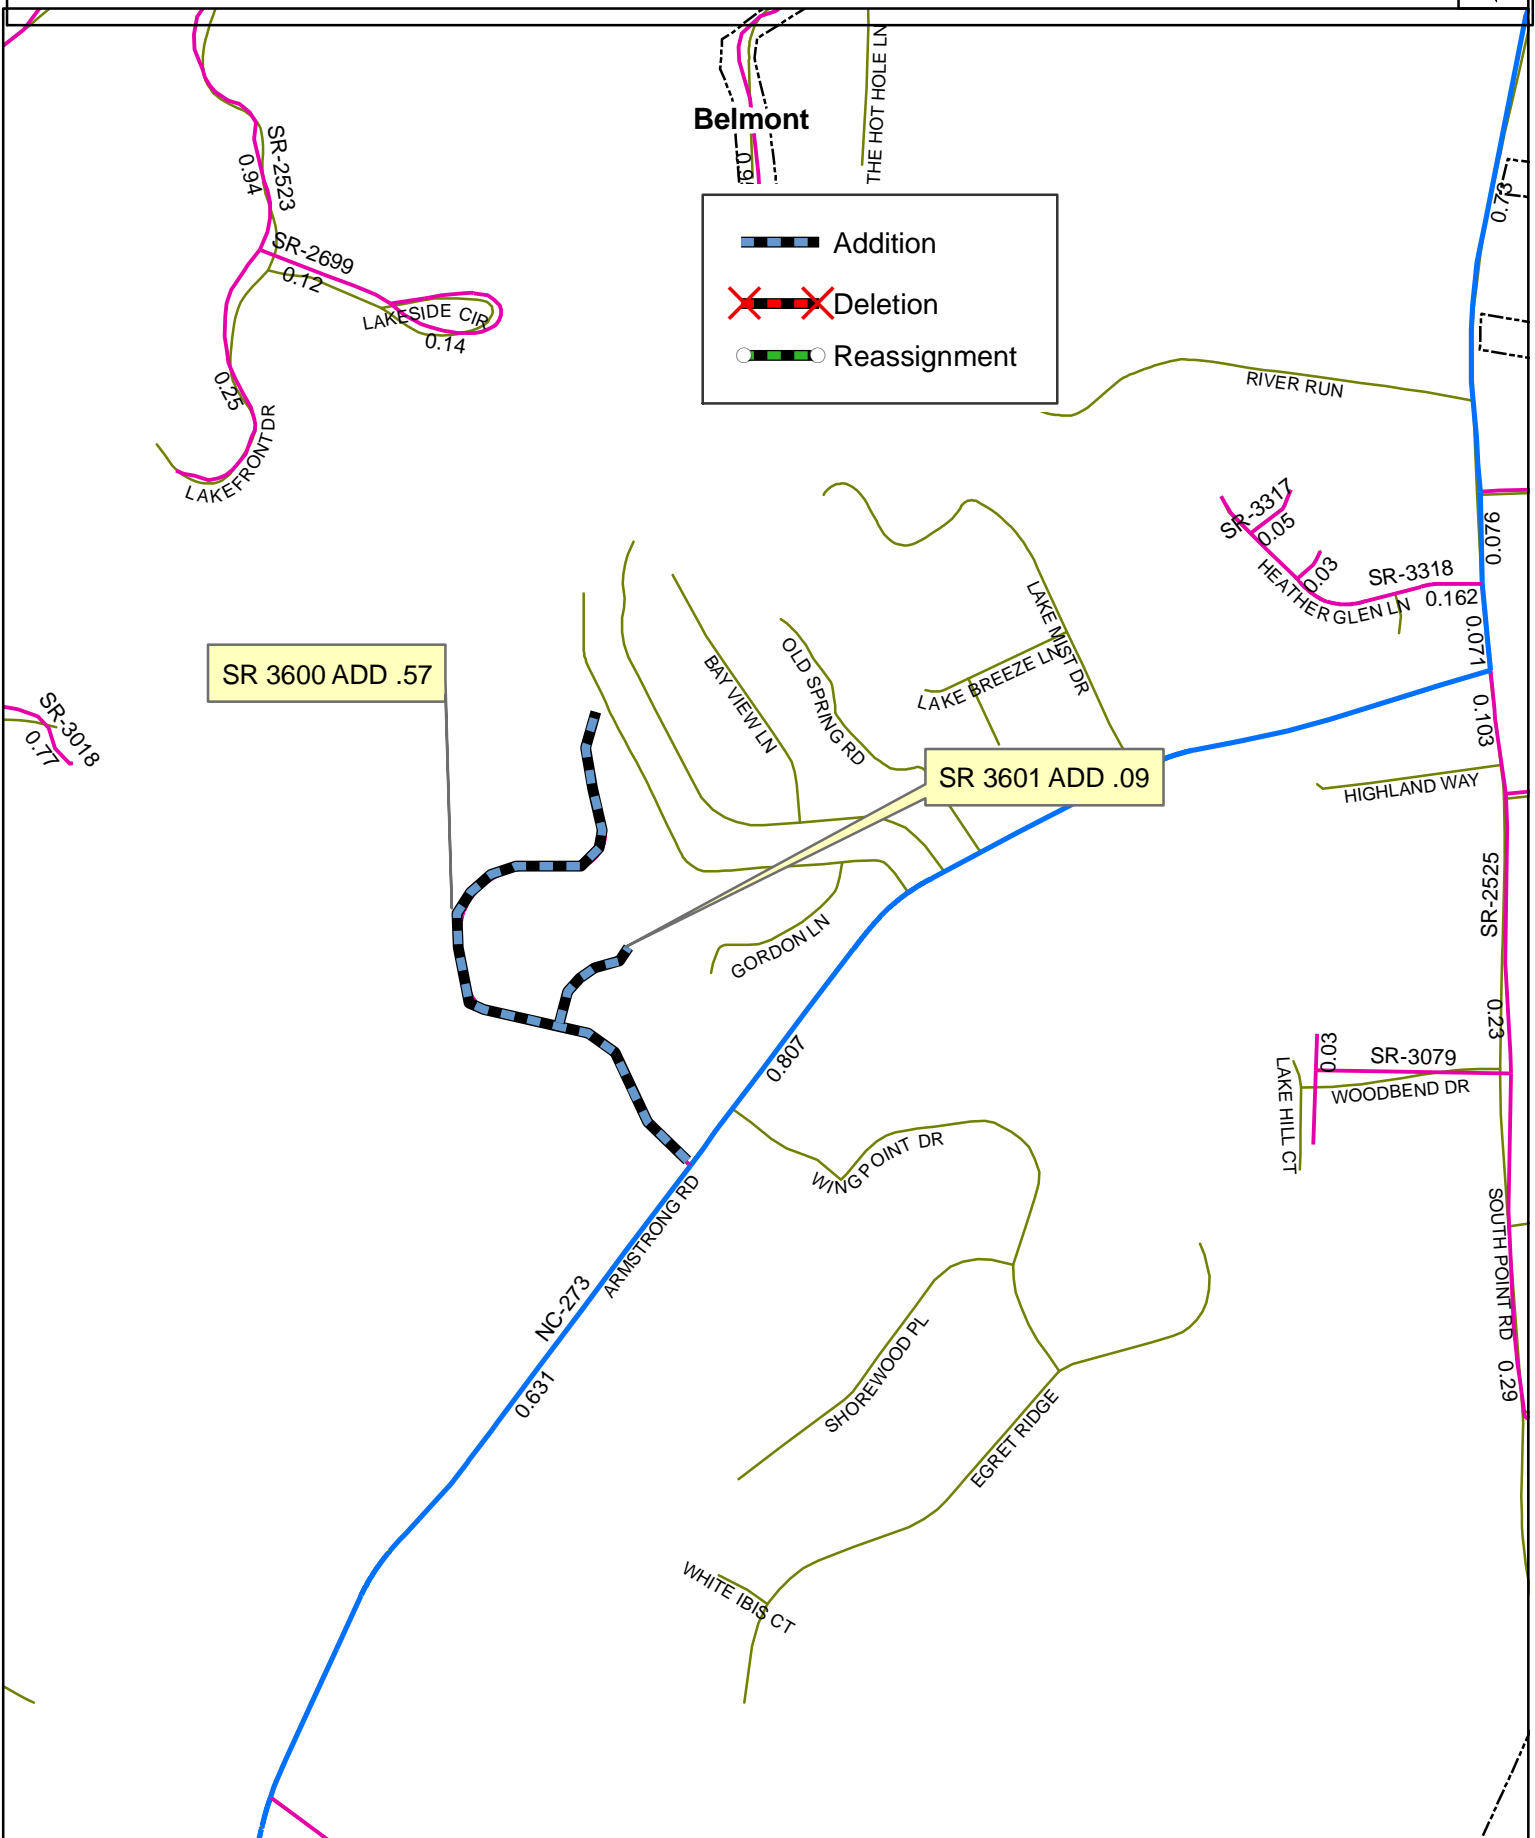 THE HOT HOLE LN
Belmont
SR-2523
0.94
0.73
SR-2699
0.12
LAKESIDE CIR
0.14
0.25
LAKEFRONT DR
Addition
Deletion
Reassignment
RIVER RUN
SR-3317
0.05
0.03
HEATHER GLEN LN
SR-3318
0.162
0.076
0.071
LAKE MIST DR
LAKE BREEZE LN
OLD SPRING RD
BAY VIEW LN
SR 3600 ADD .57
SR-3018
0.77
SR 3601 ADD .09
0.103
HIGHLAND WAY
SR-2525
GORDON LN
0.807
0.23
0.03
SR-3079
WOODBEND DR
LAKE HILL CT
WINGPOINT DR
ARMSTRONG RD
NC-273
0.631
SOUTH POINT RD
0.29
SHOREWOOD PL
EGRET RIDGE
WHITE IBIS CT